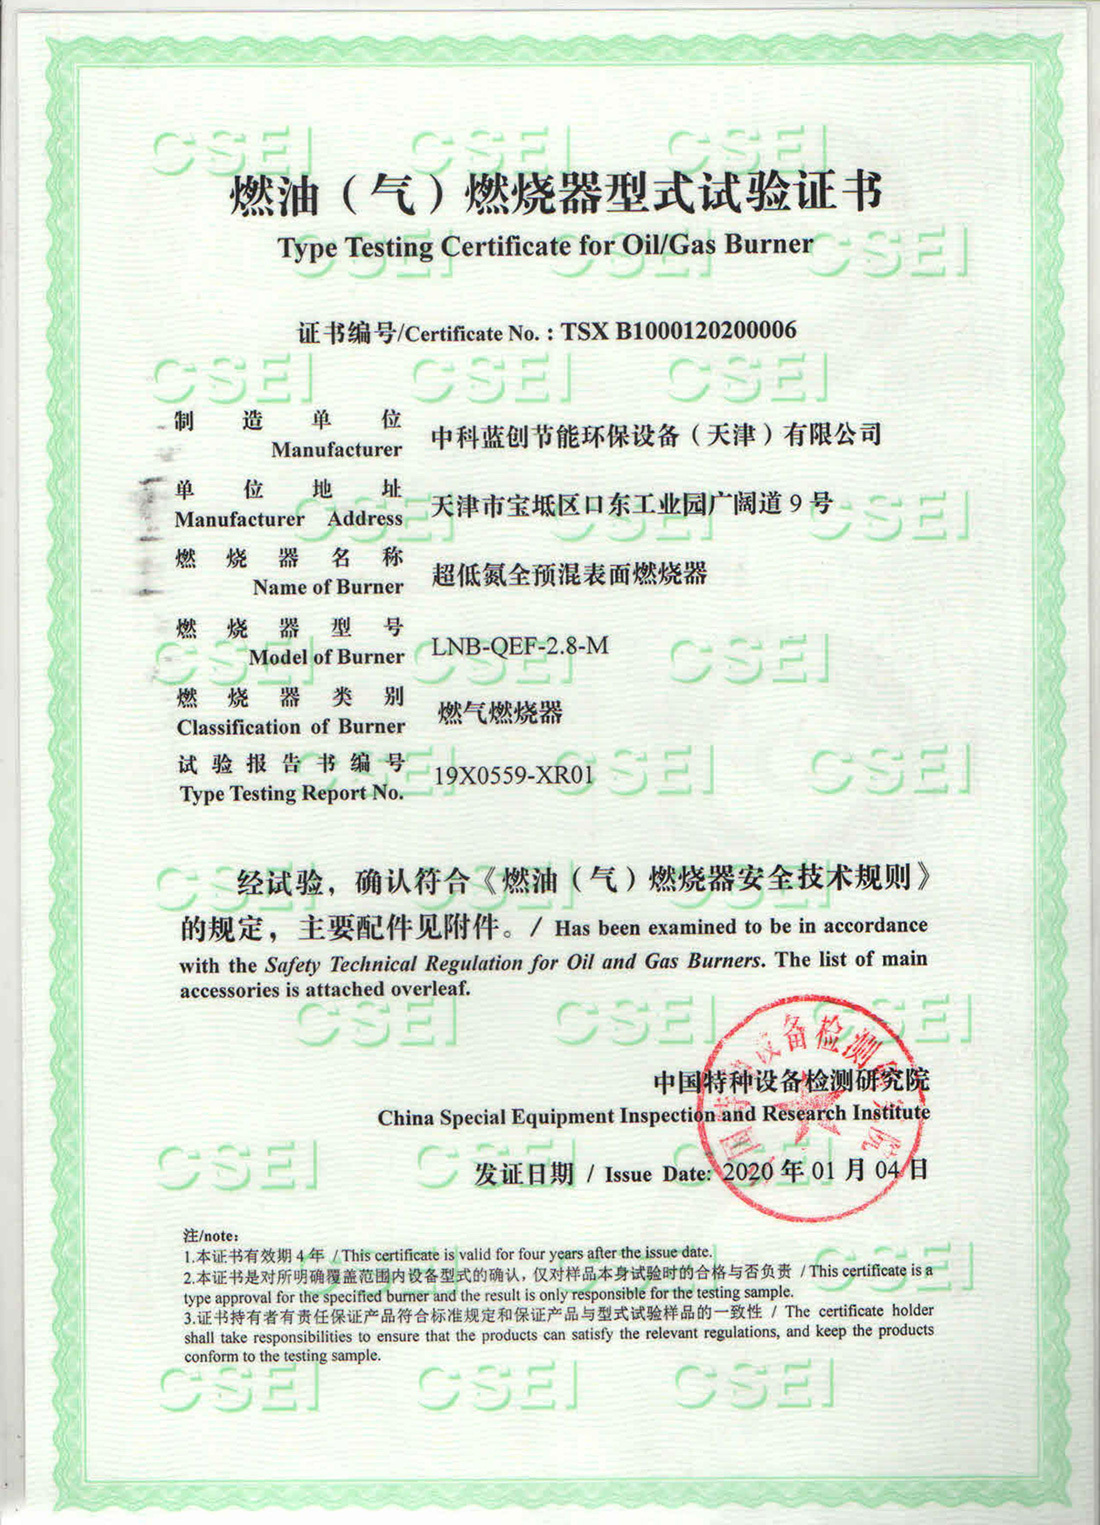 燃油（气）燃烧器型式试验证书
Type Testing Certificate for Oil/Gas Burner
证书编号/Certificate No. : TSX B1000120200006
制造单位
Manufacturer
中科蓝创节能环保设备（天津）有限公司
单位地址
Manufacturer Address
天津市宝坻区口东工业园广阔道 9 号
燃烧器名称
Name of Burner
超低氮全预混表面燃烧器
燃烧器型号
Model of Burner
LNB-QEF-2.8-M
燃烧器类别
Classification of Burner
燃气燃烧器
试验报告书编号
Type Testing Report No.
19X0559-XR01
经试验，确认符合《燃油（气）燃烧器安全技术规则》
的规定，主要配件见附件。/ Has been examined to be in accordance
with the Safety Technical Regulation for Oil and Gas Burners. The list of main
accessories is attached overleaf.
中国特种设备检测研究院
China Special Equipment Inspection and Research Institute
发证日期 / Issue Date: 2020 年 01 月 04 日
注/note:
1.本证书有效期 4 年 / This certificate is valid for four years after the issue date.
2.本证书是对所明确覆盖范围内设备型式的确认，仅对样品本身试验时的合格与否负责 / This certificate is a
type approval for the specified burner and the result is only responsible for the testing sample.
3.证书持有者有责任保证产品符合标准规定和保证产品与型式试验样品的一致性 / The certificate holder
shall take responsibilities to ensure that the products can satisfy the relevant regulations, and keep the products
conform to the testing sample.